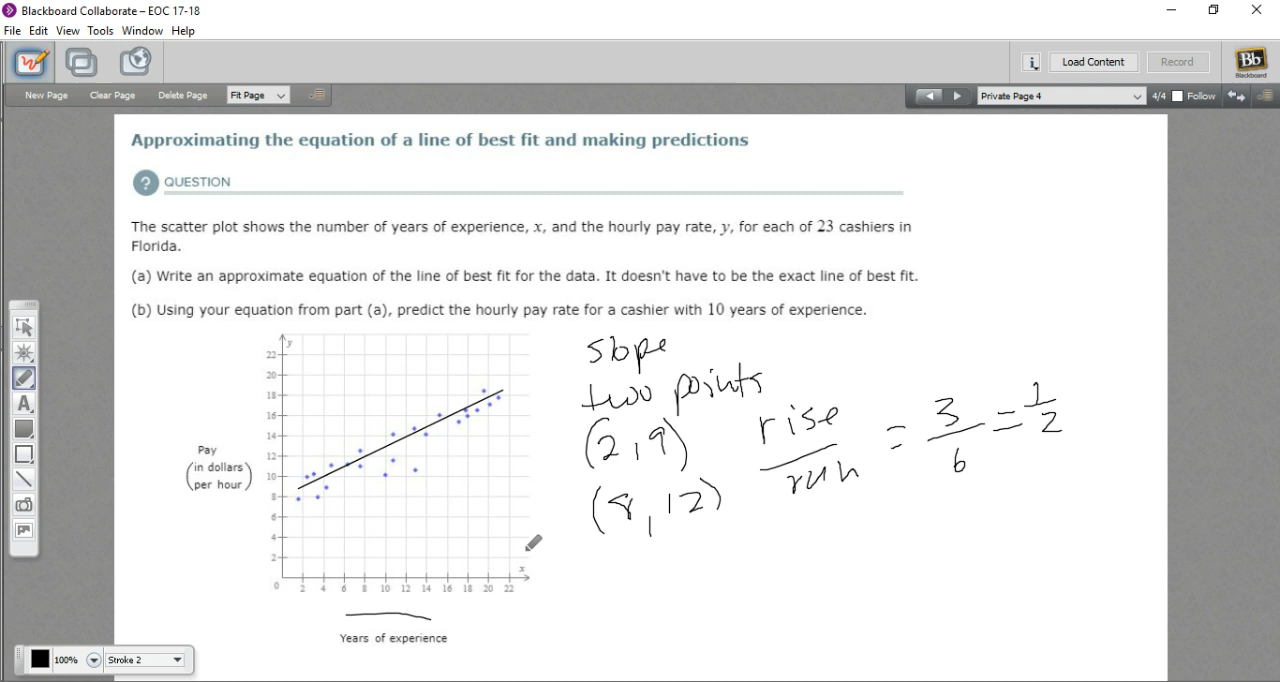 Blackboard Collaborate – EOC 17-18
File Edit View Tools Window Help
i Load Content Record Bb
Blackboard
New Page Clear Page Delete Page Fit Page Private Page 4 4/4 Follow
Approximating the equation of a line of best fit and making predictions
? QUESTION
The scatter plot shows the number of years of experience, x, and the hourly pay rate, y, for each of 23 cashiers in
Florida.
(a) Write an approximate equation of the line of best fit for the data. It doesn't have to be the exact line of best fit.
(b) Using your equation from part (a), predict the hourly pay rate for a cashier with 10 years of experience.
y
22
20
18
16
14
12
10
8
6
4
2
Pay
(in dollars
per hour)
x
0 2 4 6 8 10 12 14 16 18 20 22
Years of experience
slope
two points
(2,9)
(8,12)
rise
run
= 3/6 = 1/2
A
100% Stroke 2